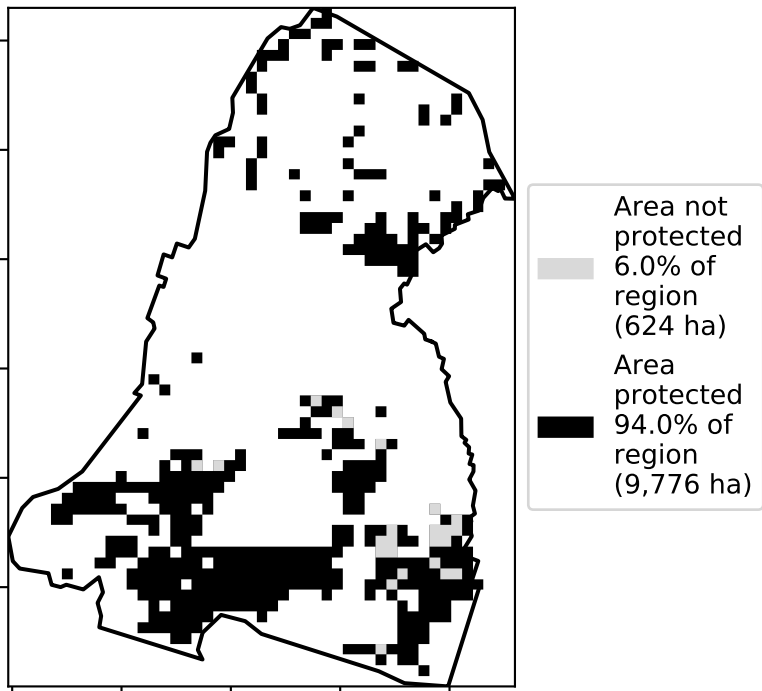 Area not
protected
6.0% of
region
(624 ha)
Area
protected
94.0% of
region
(9,776 ha)